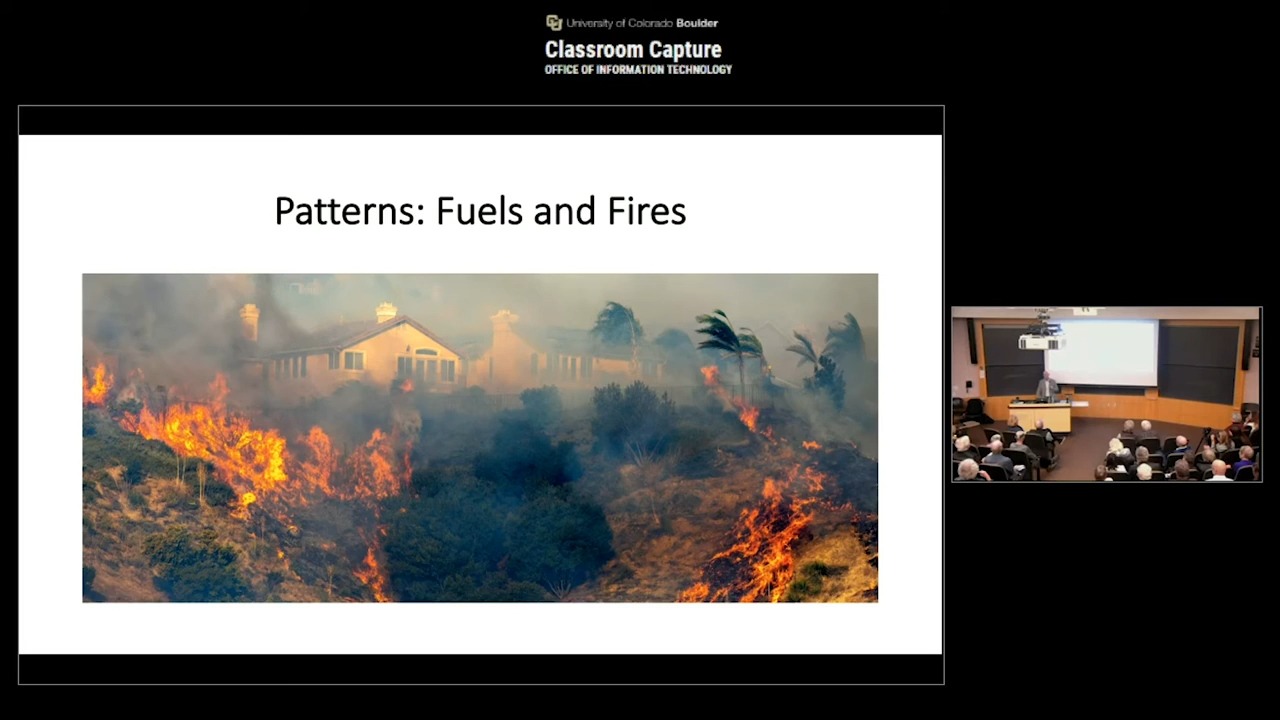 University of Colorado Boulder
Classroom Capture
OFFICE OF INFORMATION TECHNOLOGY
Patterns: Fuels and Fires